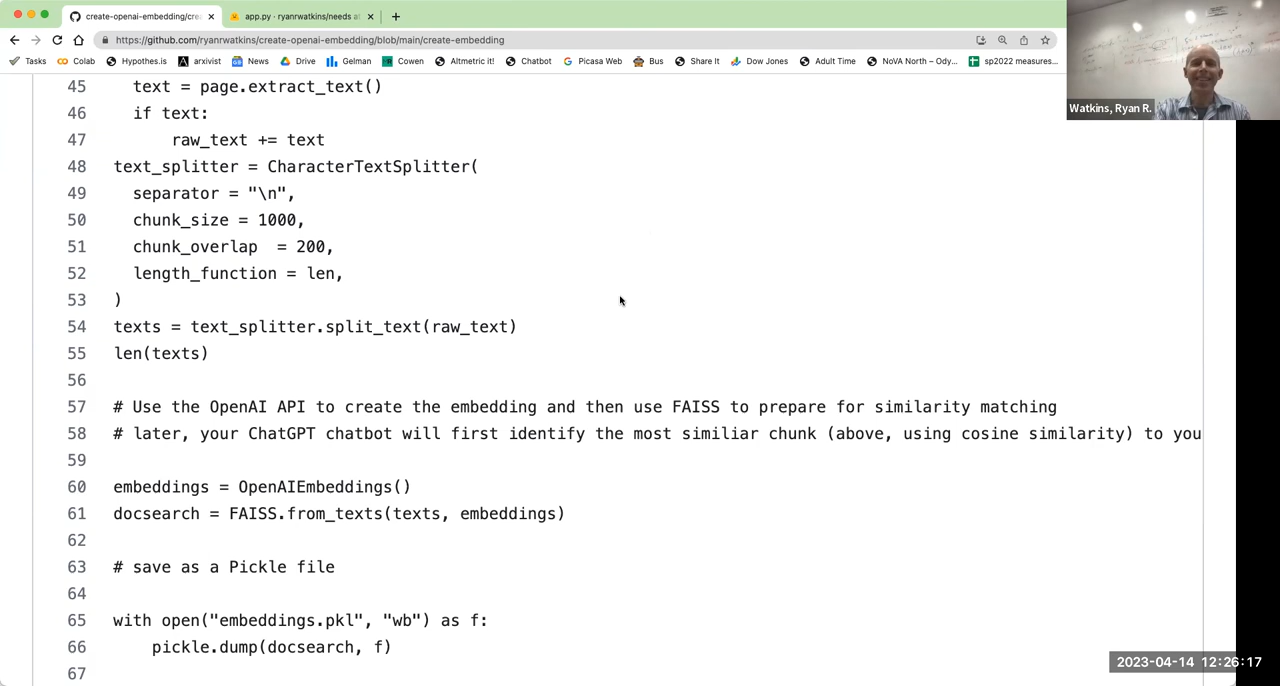 create-openai-embedding/cre
app.py · ryanrwatkins/needs a
https://github.com/ryanrwatkins/create-openai-embedding/blob/main/create-embedding
Tasks Colab Hypothes.is arxivist News Drive Gelman Cowen Altmetric it! Chatbot Picasa Web Bus Share It Dow Jones Adult Time NoVA North – Ody... sp2022 measures...
Watkins, Ryan R.
45 text = page.extract_text()
46 if text:
47 raw_text += text
48 text_splitter = CharacterTextSplitter(
49 separator = "\n",
50 chunk_size = 1000,
51 chunk_overlap  = 200,
52 length_function = len,
53 )
54 texts = text_splitter.split_text(raw_text)
55 len(texts)
56
57 # Use the OpenAI API to create the embedding and then use FAISS to prepare for similarity matching
58 # later, your ChatGPT chatbot will first identify the most similiar chunk (above, using cosine similarity) to you
59
60 embeddings = OpenAIEmbeddings()
61 docsearch = FAISS.from_texts(texts, embeddings)
62
63 # save as a Pickle file
64
65 with open("embeddings.pkl", "wb") as f:
66 pickle.dump(docsearch, f)
67
2023-04-14 12:26:17